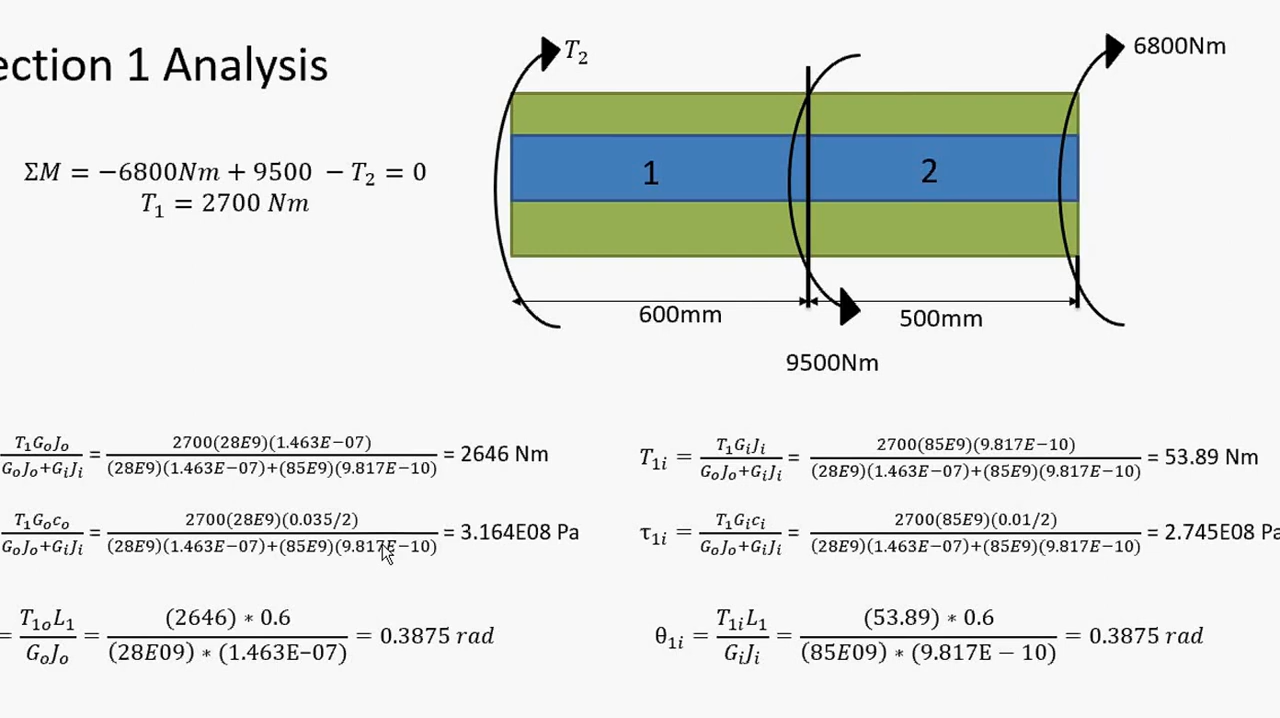 ection 1 Analysis
ΣM = −6800Nm + 9500 − T₂ = 0
T₁ = 2700 Nm
T₂
6800Nm
1
2
600mm
500mm
9500Nm
T₁GₒJₒ / GₒJₒ+GᵢJᵢ = 2700(28E9)(1.463E−07) / (28E9)(1.463E−07)+(85E9)(9.817E−10) = 2646 Nm
T₁ᵢ = T₁GᵢJᵢ / GₒJₒ+GᵢJᵢ = 2700(85E9)(9.817E−10) / (28E9)(1.463E−07)+(85E9)(9.817E−10) = 53.89 Nm
T₁Gₒcₒ / GₒJₒ+GᵢJᵢ = 2700(28E9)(0.035/2) / (28E9)(1.463E−07)+(85E9)(9.817E−10) = 3.164E08 Pa
τ₁ᵢ = T₁Gᵢcᵢ / GₒJₒ+GᵢJᵢ = 2700(85E9)(0.01/2) / (28E9)(1.463E−07)+(85E9)(9.817E−10) = 2.745E08 Pa
= T₁ₒL₁ / GₒJₒ = (2646) ∗ 0.6 / (28E09) ∗ (1.463E–07) = 0.3875 rad
θ₁ᵢ = T₁ᵢL₁ / GᵢJᵢ = (53.89) ∗ 0.6 / (85E09) ∗ (9.817E − 10) = 0.3875 rad